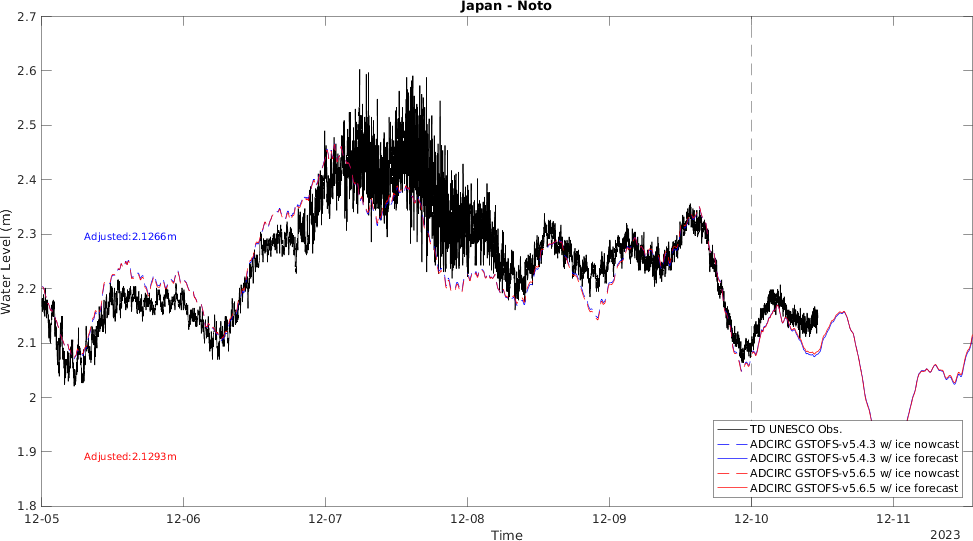 Japan - Noto
2.7
2.6
2.5
2.4
2.3
2.2
2.1
2
1.9
1.8
Water Level (m)
Adjusted:2.1266m
Adjusted:2.1293m
TD UNESCO Obs.
ADCIRC GSTOFS-v5.4.3 w/ ice nowcast
ADCIRC GSTOFS-v5.4.3 w/ ice forecast
ADCIRC GSTOFS-v5.6.5 w/ ice nowcast
ADCIRC GSTOFS-v5.6.5 w/ ice forecast
12-05 12-06 12-07 12-08 12-09 12-10 12-11
Time
2023